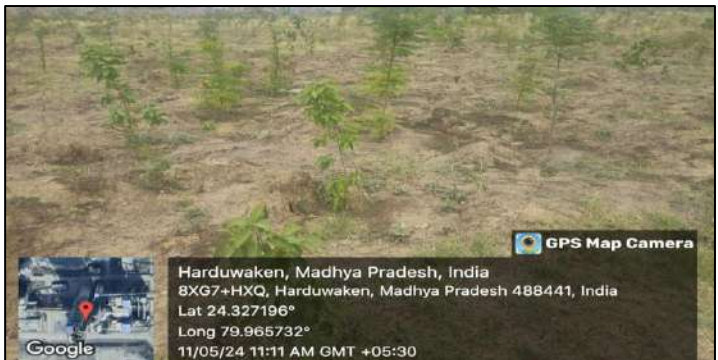 GPS Map Camera
Harduwaken, Madhya Pradesh, India
8XG7+HXQ, Harduwaken, Madhya Pradesh 488441, India
Lat 24.327196°
Long 79.965732°
11/05/24 11:11 AM GMT +05:30
Google